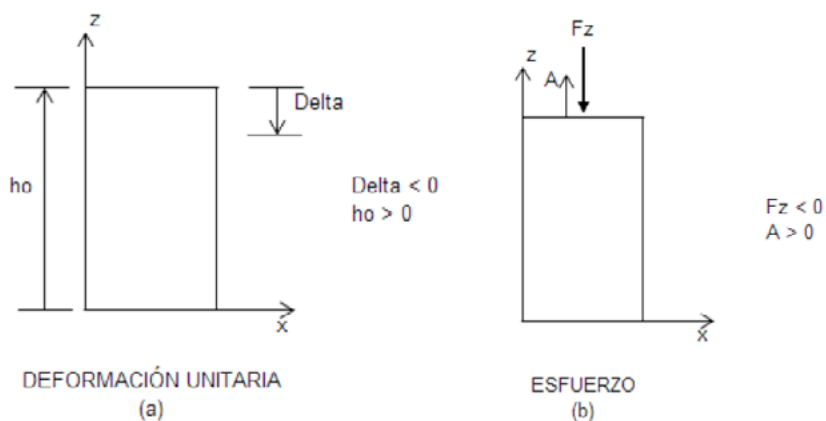 z
Delta
ho
Delta < 0
ho > 0
x
DEFORMACIÓN UNITARIA
(a)
Fz
z
A
Fz < 0
A > 0
x
ESFUERZO
(b)